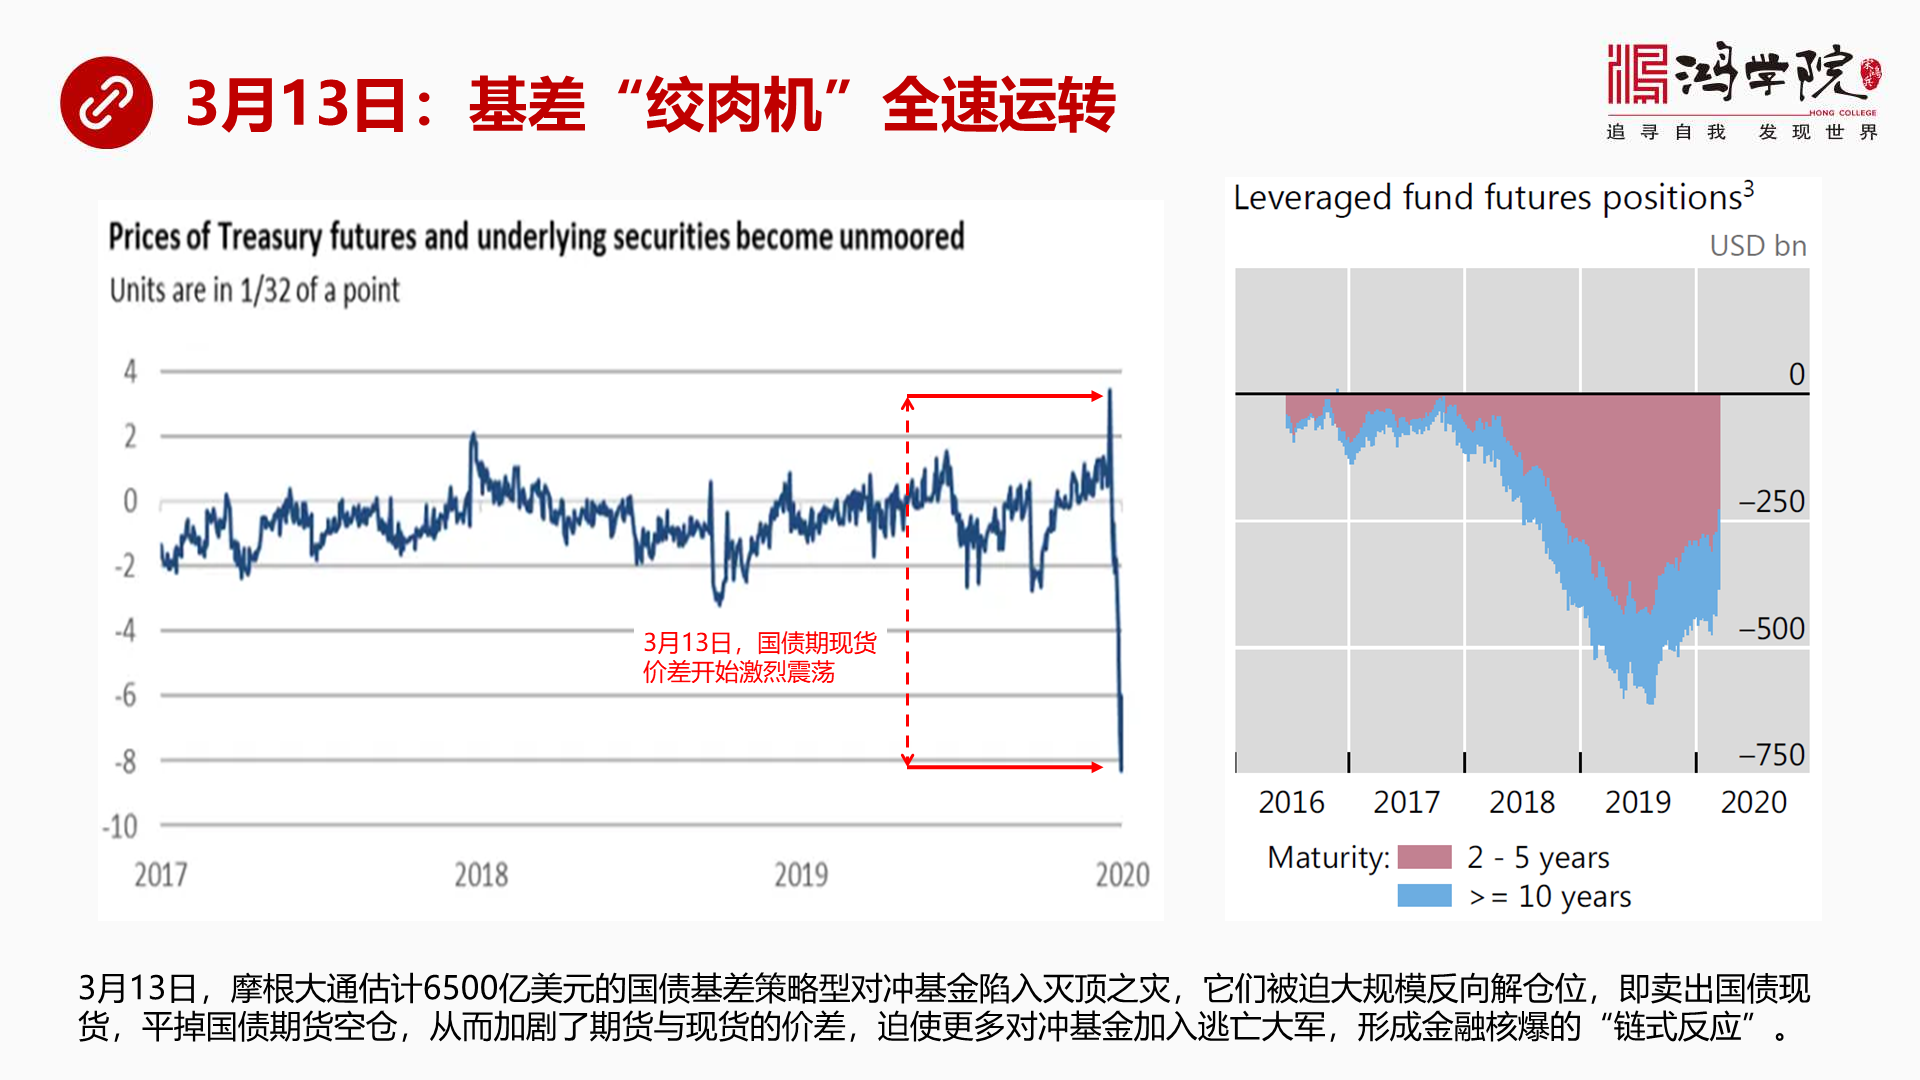 3月13日：基差“绞肉机”全速运转
鸿学院
HONG COLLEGE
追寻自我 发现世界
Prices of Treasury futures and underlying securities become unmoored
Units are in 1/32 of a point
4
2
0
-2
-4
-6
-8
-10
2017 2018 2019 2020
3月13日，国债期现货
价差开始激烈震荡
Leveraged fund futures positions³
USD bn
0
–250
–500
–750
2016 2017 2018 2019 2020
Maturity: 2 - 5 years
>= 10 years
3月13日，摩根大通估计6500亿美元的国债基差策略型对冲基金陷入灭顶之灾，它们被迫大规模反向解仓位，即卖出国债现
货，平掉国债期货空仓，从而加剧了期货与现货的价差，迫使更多对冲基金加入逃亡大军，形成金融核爆的“链式反应”。